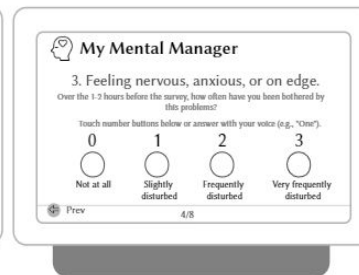 My Mental Manager
3. Feeling nervous, anxious, or on edge.
Over the 1-2 hours before the survey, how often have you been bothered by
this problems?
Touch number buttons below or answer with your voice (e.g., "One").
0 1 2 3
Not at all Slightly Frequently Very frequently
disturbed disturbed disturbed
Prev 4/8